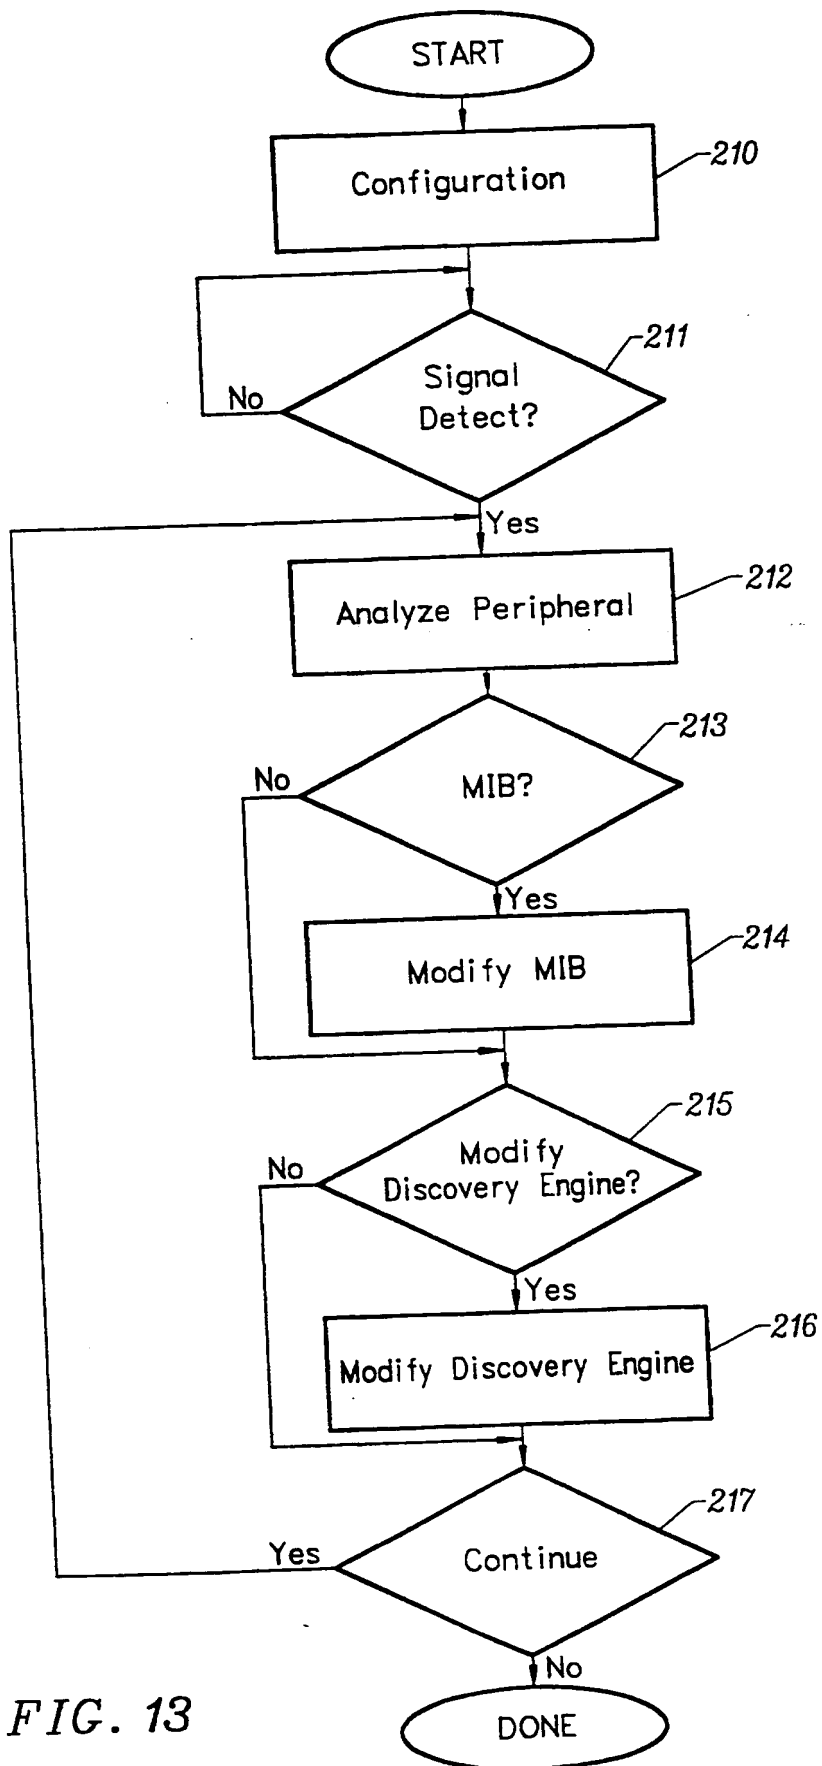 START
Configuration
210
Signal
Detect?
211
No
Yes
Analyze Peripheral
212
MIB?
213
No
Yes
Modify MIB
214
Modify
Discovery Engine?
215
No
Yes
Modify Discovery Engine
216
Continue
217
Yes
No
DONE
FIG. 13